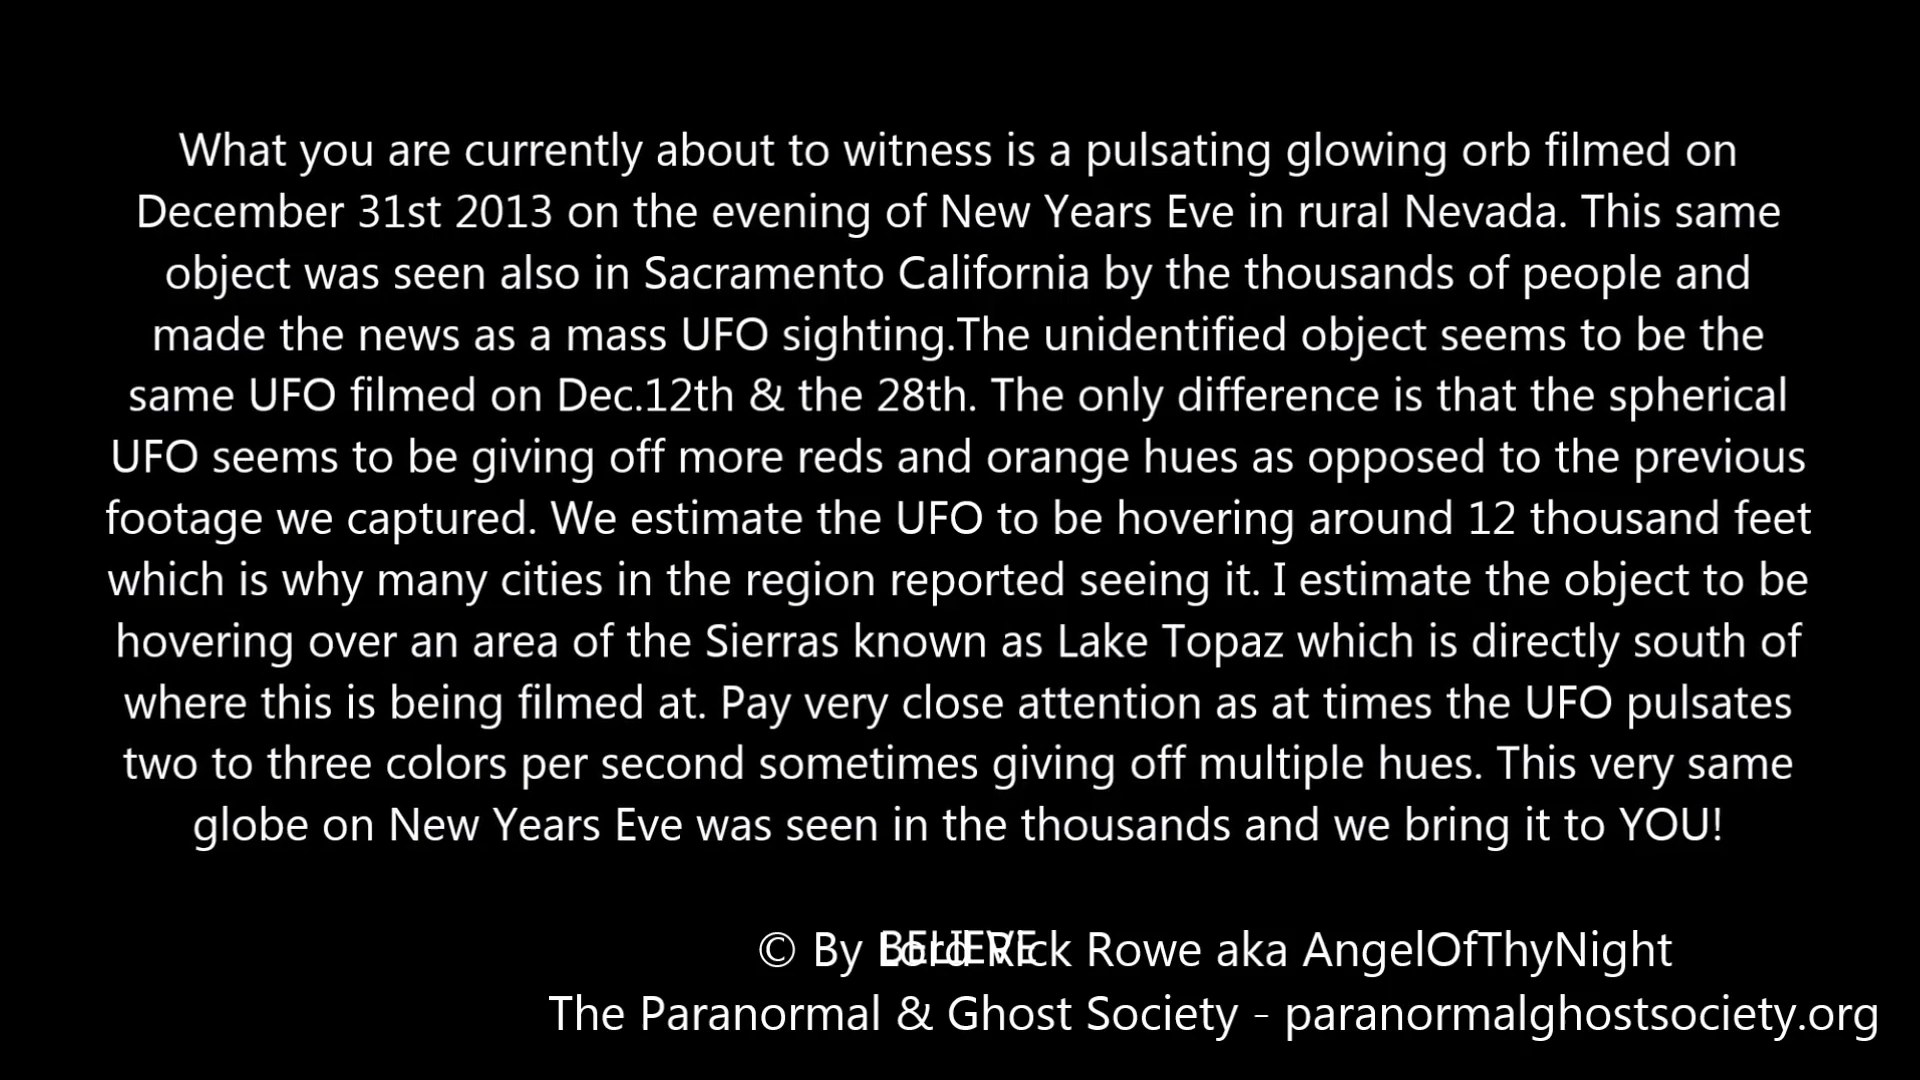 What you are currently about to witness is a pulsating glowing orb filmed on
December 31st 2013 on the evening of New Years Eve in rural Nevada. This same
object was seen also in Sacramento California by the thousands of people and
made the news as a mass UFO sighting.The unidentified object seems to be the
same UFO filmed on Dec.12th & the 28th. The only difference is that the spherical
UFO seems to be giving off more reds and orange hues as opposed to the previous
footage we captured. We estimate the UFO to be hovering around 12 thousand feet
which is why many cities in the region reported seeing it. I estimate the object to be
hovering over an area of the Sierras known as Lake Topaz which is directly south of
where this is being filmed at. Pay very close attention as at times the UFO pulsates
two to three colors per second sometimes giving off multiple hues. This very same
globe on New Years Eve was seen in the thousands and we bring it to YOU!
BELIEVE
© By Lord Rick Rowe aka AngelOfThyNight
The Paranormal & Ghost Society - paranormalghostsociety.org